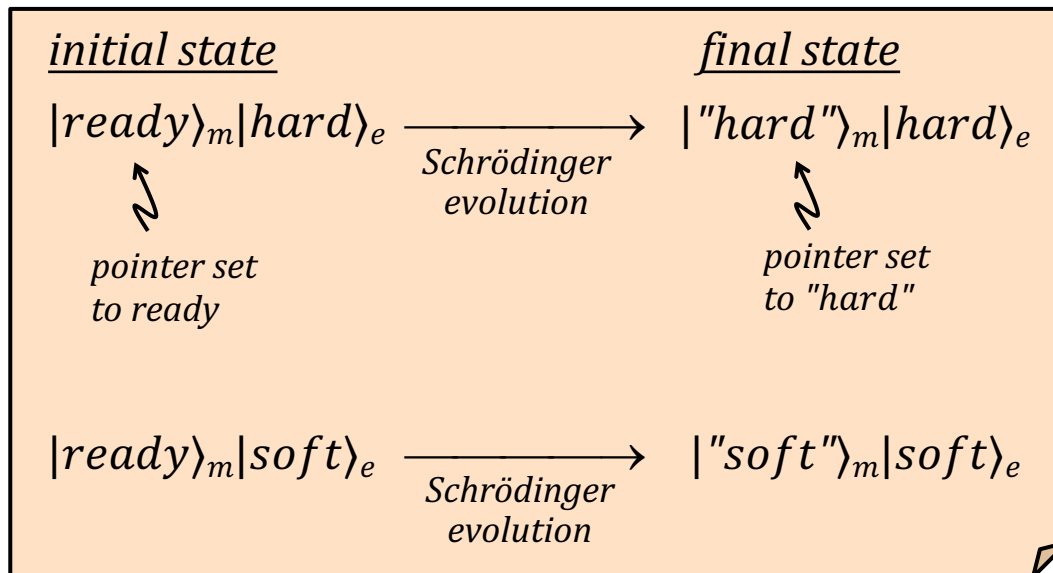 initial state final state
|ready⟩ₘ|hard⟩ₑ ⟶ |"hard"⟩ₘ|hard⟩ₑ
Schrödinger
evolution
pointer set pointer set
to ready to "hard"
|ready⟩ₘ|soft⟩ₑ ⟶ |"soft"⟩ₘ|soft⟩ₑ
Schrödinger
evolution